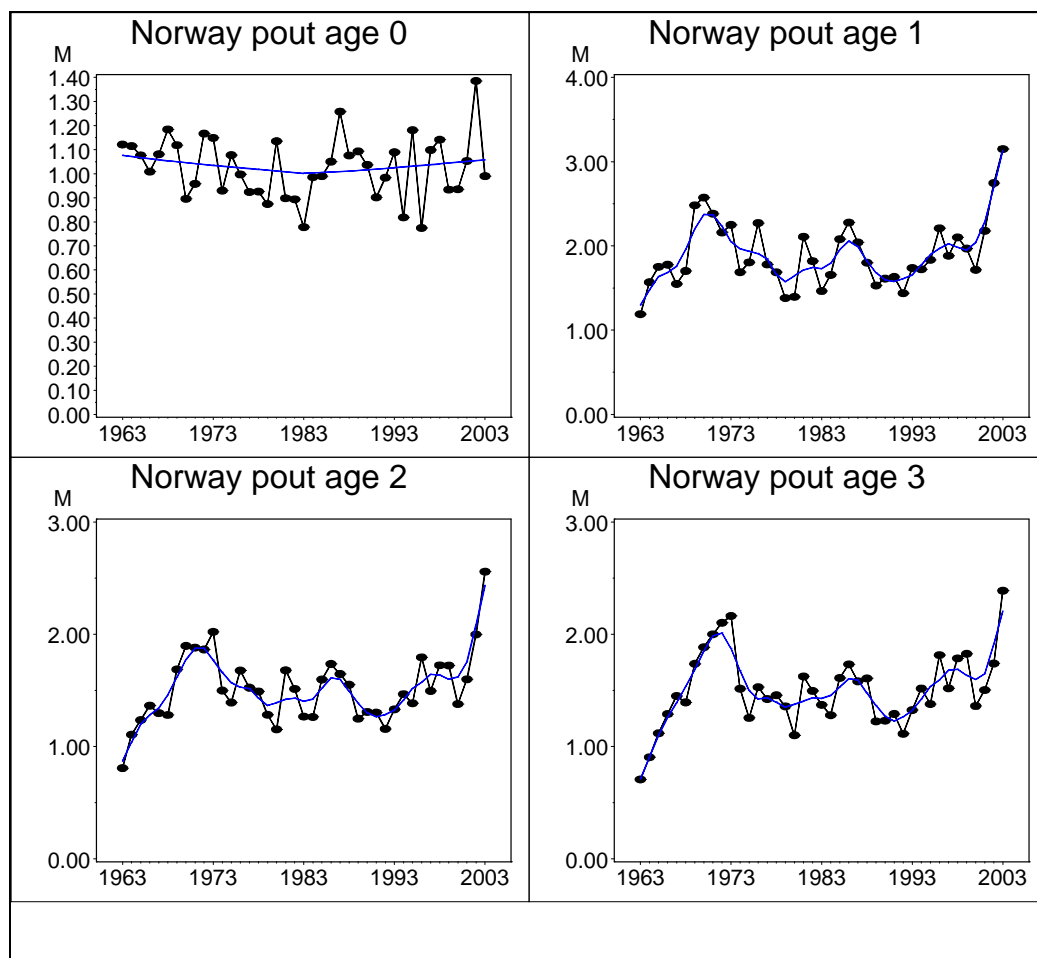 Norway pout age 0
M
1.40
1.30
1.20
1.10
1.00
0.90
0.80
0.70
0.60
0.50
0.40
0.30
0.20
0.10
0.00
1963 1973 1983 1993 2003
Norway pout age 1
M
4.00
3.00
2.00
1.00
0.00
1963 1973 1983 1993 2003
Norway pout age 2
M
3.00
2.00
1.00
0.00
1963 1973 1983 1993 2003
Norway pout age 3
M
3.00
2.00
1.00
0.00
1963 1973 1983 1993 2003